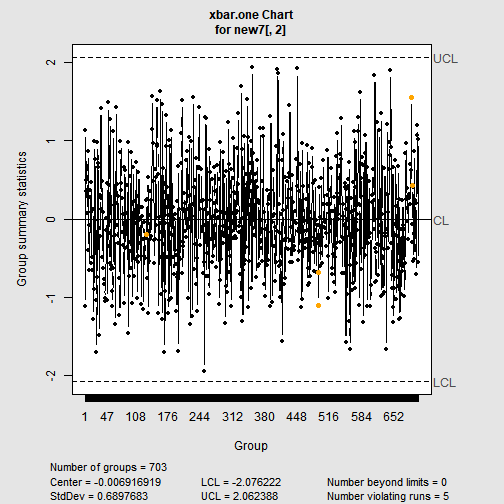 xbar.one Chart
for new7[, 2]
UCL
CL
LCL
Group summary statistics
2
1
0
-1
-2
1 47 108 176 244 312 380 448 516 584 652
Group
Number of groups = 703
Center = -0.006916919 LCL = -2.076222 Number beyond limits = 0
StdDev = 0.6897683 UCL = 2.062388 Number violating runs = 5